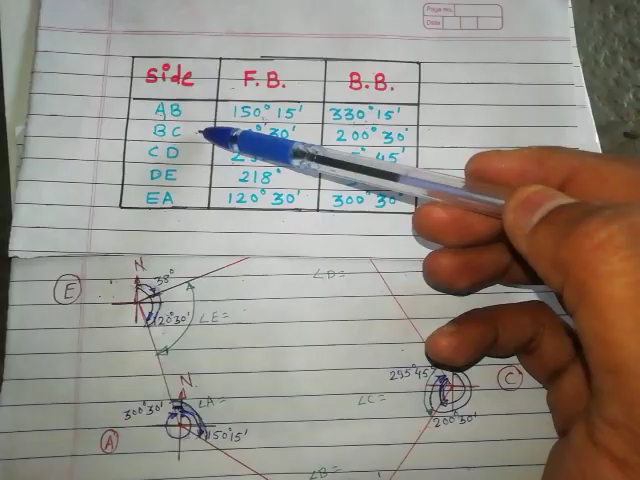 Page no.
Date
Side F.B. B.B.
AB 150°15' 330°15'
BC 30' 200°30'
CD 45'
DE 218°
EA 120°30' 300°30'
N
E 38° ∠D=
120°30' ∠E=
N
295°45' C
300°30' ∠A= ∠C=
200°30'
A 150°15'
∠B=